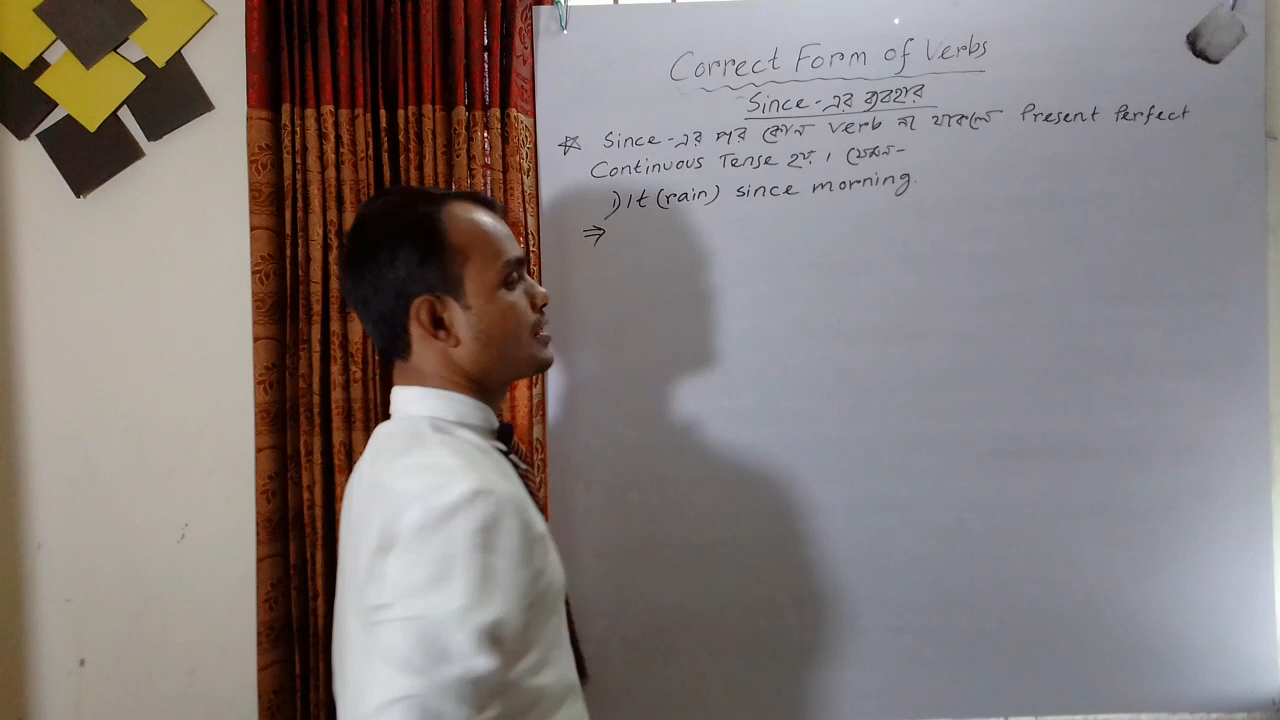 Correct Form of Verbs
Since-এর ব্যবহার
☆ Since-এর পর কোন verb না থাকলে Present Perfect
Continuous Tense হয়। যেমন-
1) It (rain) since morning.
⇒